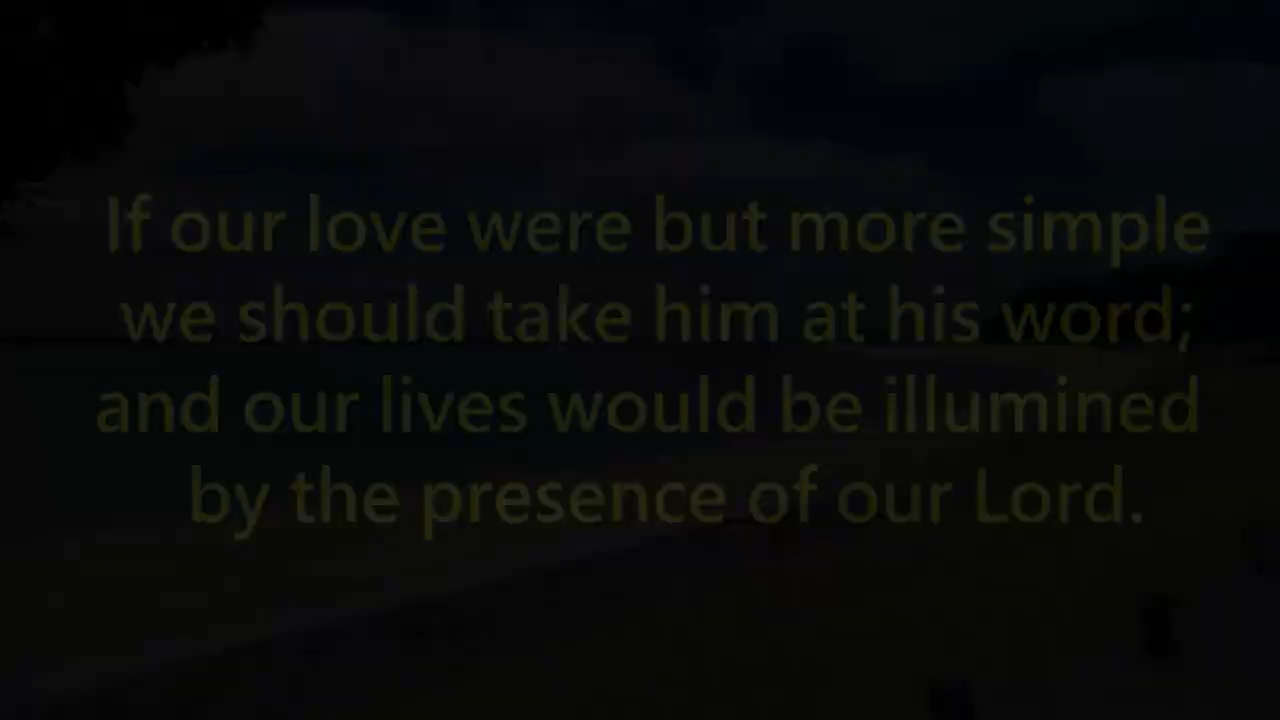 If our love were but more simple
we should take him at his word;
and our lives would be illumined
by the presence of our Lord.